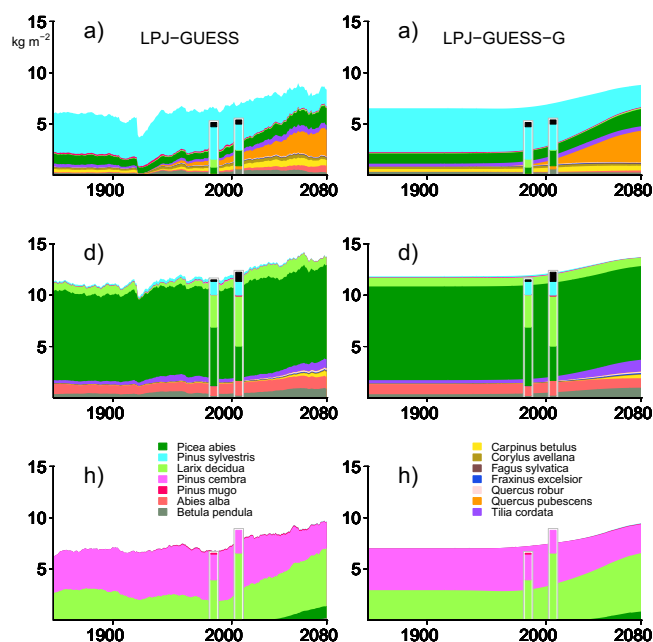 a) LPJ−GUESS
a) LPJ−GUESS−G
15
kg m−2
10
5
1900 2000 2080
15
10
5
1900 2000 2080
d)
15
10
5
1900 2000 2080
d)
15
10
5
1900 2000 2080
Picea abies
Pinus sylvestris
Larix decidua
Pinus cembra
Pinus mugo
Abies alba
Betula pendula
Carpinus betulus
Corylus avellana
Fagus sylvatica
Fraxinus excelsior
Quercus robur
Quercus pubescens
Tilia cordata
h)
15
10
5
1900 2000 2080
h)
15
10
5
1900 2000 2080